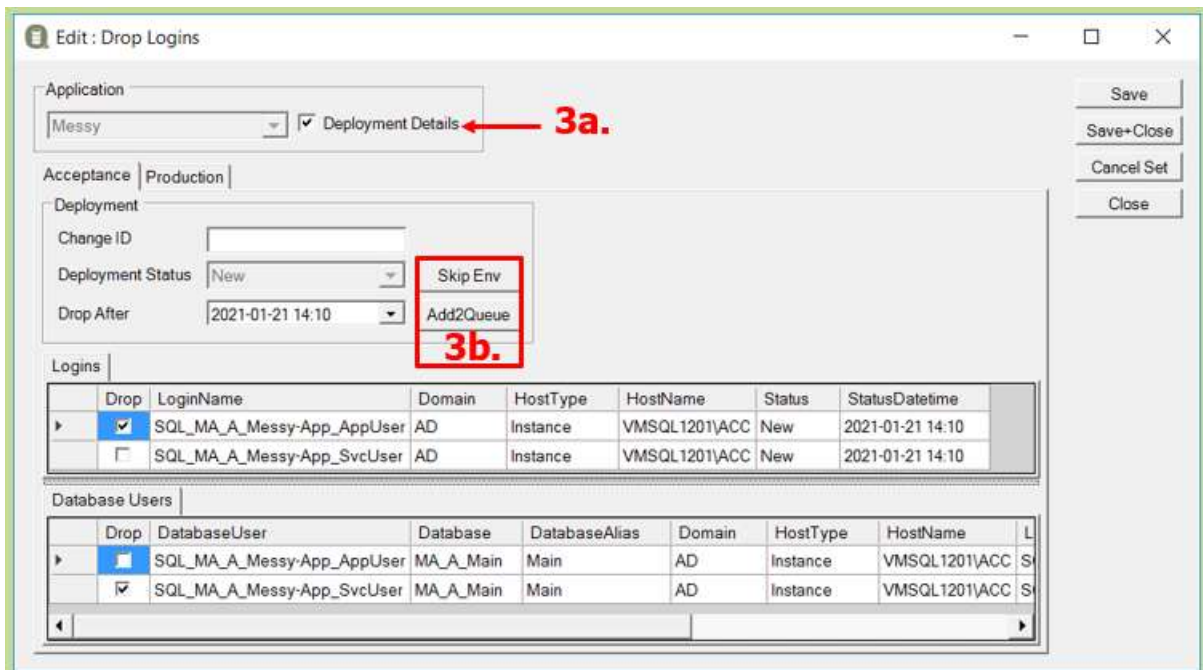 Edit : Drop Logins
Application
Messy Deployment Details 3a.
Save
Save+Close
Cancel Set
Close
Acceptance Production
Deployment
Change ID
Deployment Status New Skip Env
Drop After 2021-01-21 14:10 Add2Queue
3b.
Logins
Drop LoginName Domain HostType HostName Status StatusDatetime
SQL_MA_A_Messy-App_AppUser AD Instance VMSQL1201\ACC New 2021-01-21 14:10
SQL_MA_A_Messy-App_SvcUser AD Instance VMSQL1201\ACC New 2021-01-21 14:10
Database Users
Drop DatabaseUser Database DatabaseAlias Domain HostType HostName L
SQL_MA_A_Messy-App_AppUser MA_A_Main Main AD Instance VMSQL1201\ACC
SQL_MA_A_Messy-App_SvcUser MA_A_Main Main AD Instance VMSQL1201\ACC